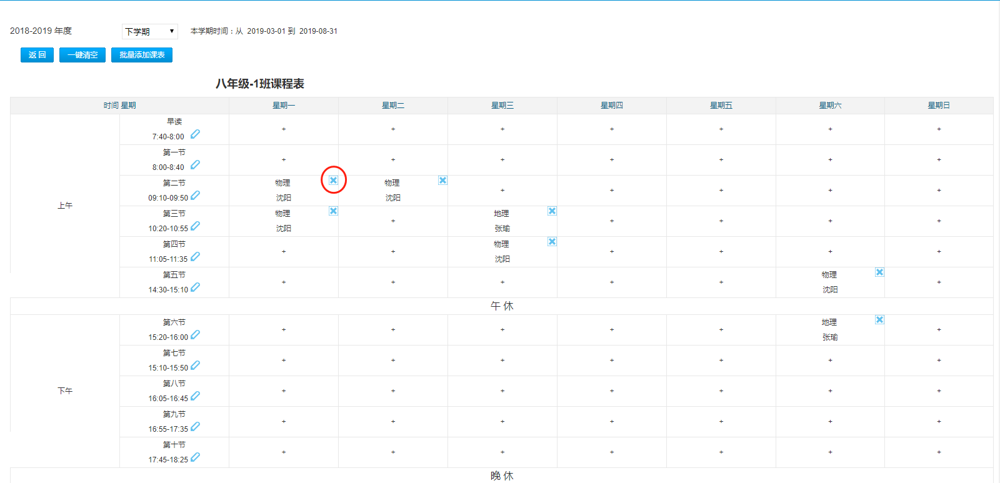 2018-2019 年度 下学期 本学期时间：从 2019-03-01 到 2019-08-31
返 回 一键清空 批量添加课表
八年级-1班课程表
时间 星期 星期一 星期二 星期三 星期四 星期五 星期六 星期日
上午
早读
7:40-8:00
+ + + + + + +
第一节
8:00-8:40
+ + + + + + +
第二节
09:10-09:50
物理
沈阳
物理
沈阳
+ + + + +
第三节
10:20-10:55
物理
沈阳
+
地理
张瑜
+ + + +
第四节
11:05-11:35
+ +
物理
沈阳
+ + + +
第五节
14:30-15:10
+ + + + +
物理
沈阳
+
午 休
下午
第六节
15:20-16:00
+ + + + +
地理
张瑜
+
第七节
15:10-15:50
+ + + + + + +
第八节
16:05-16:45
+ + + + + + +
第九节
16:55-17:35
+ + + + + + +
第十节
17:45-18:25
+ + + + + + +
晚 休